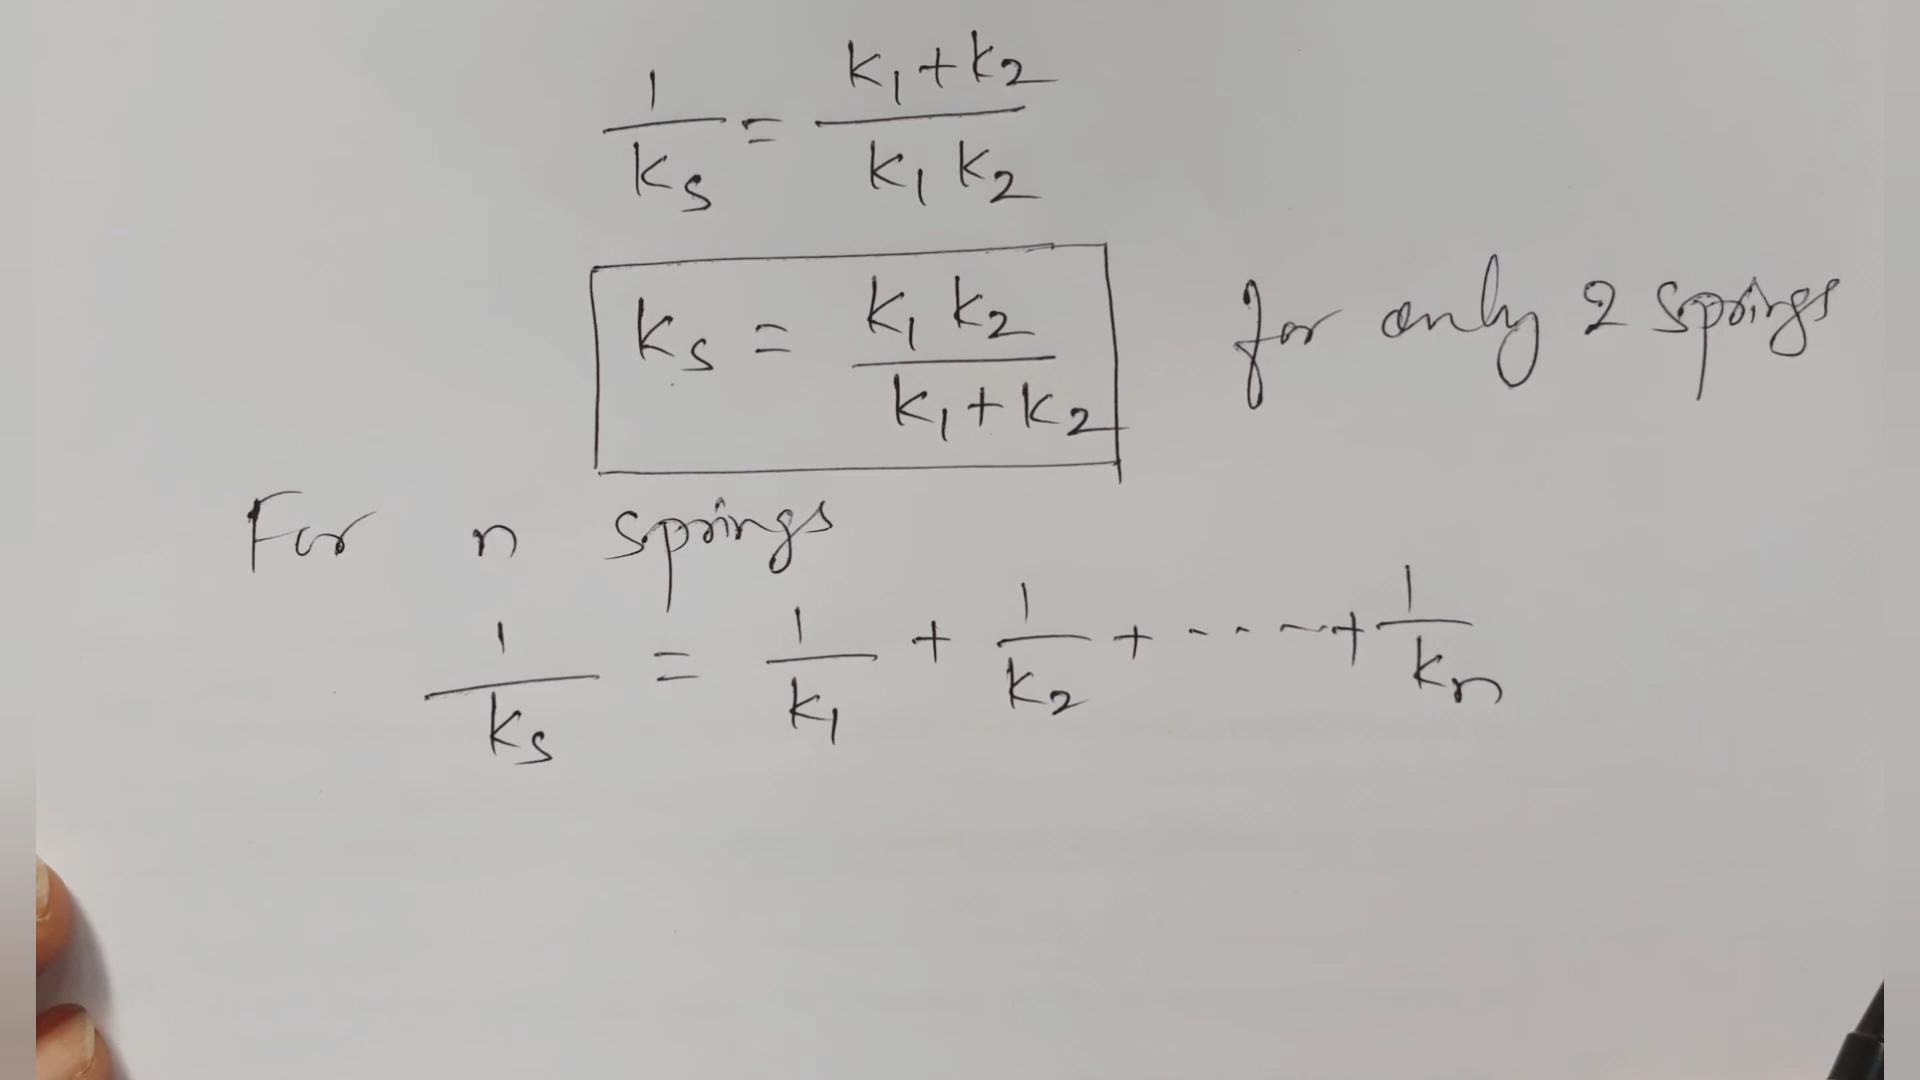 1/Ks = K1+K2 / K1 K2
Ks = K1 K2 / K1+K2 for only 2 springs
For n springs
1/Ks = 1/K1 + 1/K2 + ---- + 1/Kn